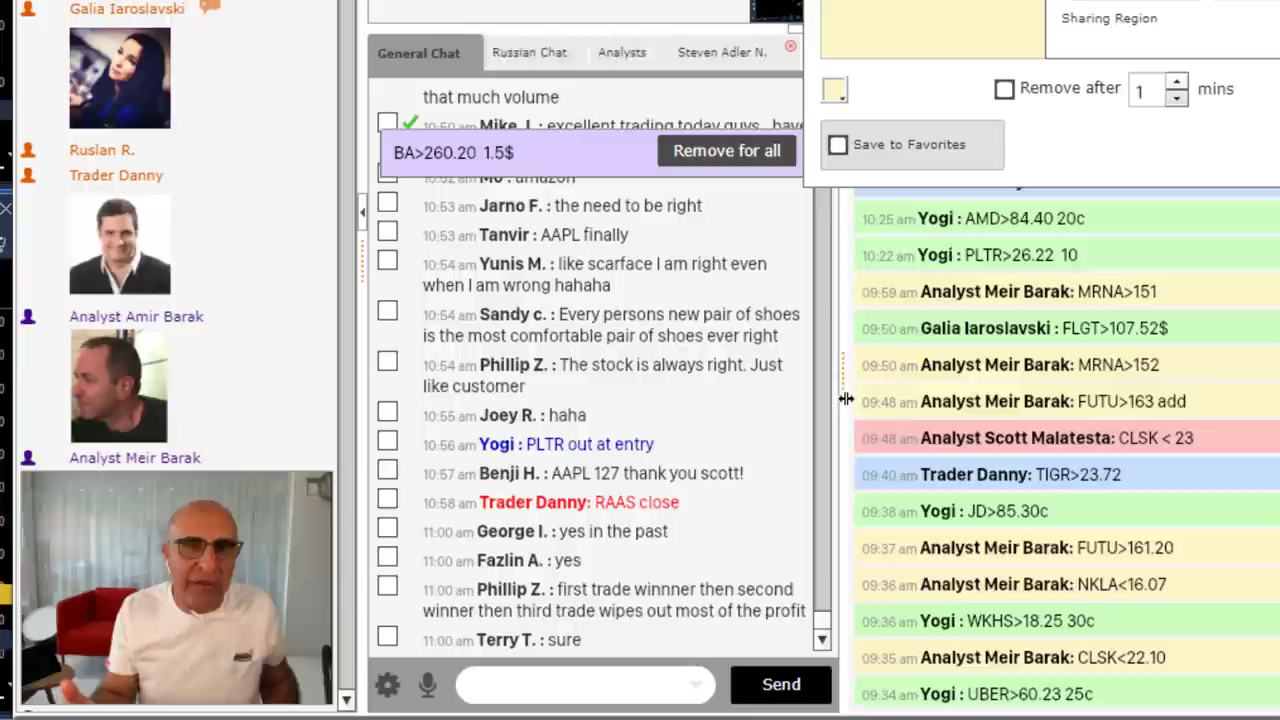 Galia Iaroslavski
Ruslan R.
Trader Danny
Analyst Amir Barak
Analyst Meir Barak
General Chat
Russian Chat
Analysts
Steven Adler N.
that much volume
10:50 am Mike J. : excellent trading today guys.. have
BA>260.20 1.5$
Remove for all
10:52 am Mo : amazon
10:53 am Jarno F. : the need to be right
10:53 am Tanvir : AAPL finally
10:54 am Yunis M. : like scarface I am right even
when I am wrong hahaha
10:54 am Sandy c. : Every persons new pair of shoes
is the most comfortable pair of shoes ever right
10:54 am Phillip Z. : The stock is always right. Just
like customer
10:55 am Joey R. : haha
10:56 am Yogi : PLTR out at entry
10:57 am Benji H. : AAPL 127 thank you scott!
10:58 am Trader Danny: RAAS close
11:00 am George I. : yes in the past
11:00 am Fazlin A. : yes
11:00 am Phillip Z. : first trade winnner then second
winner then third trade wipes out most of the profit
11:00 am Terry T. : sure
Send
Sharing Region
Remove after 1 mins
Save to Favorites
10:25 am Yogi : AMD>84.40 20c
10:22 am Yogi : PLTR>26.22 10
09:59 am Analyst Meir Barak: MRNA>151
09:50 am Galia Iaroslavski : FLGT>107.52$
09:50 am Analyst Meir Barak: MRNA>152
09:48 am Analyst Meir Barak: FUTU>163 add
09:48 am Analyst Scott Malatesta: CLSK < 23
09:40 am Trader Danny: TIGR>23.72
09:38 am Yogi : JD>85.30c
09:37 am Analyst Meir Barak: FUTU>161.20
09:36 am Analyst Meir Barak: NKLA<16.07
09:36 am Yogi : WKHS>18.25 30c
09:35 am Analyst Meir Barak: CLSK<22.10
09:34 am Yogi : UBER>60.23 25c